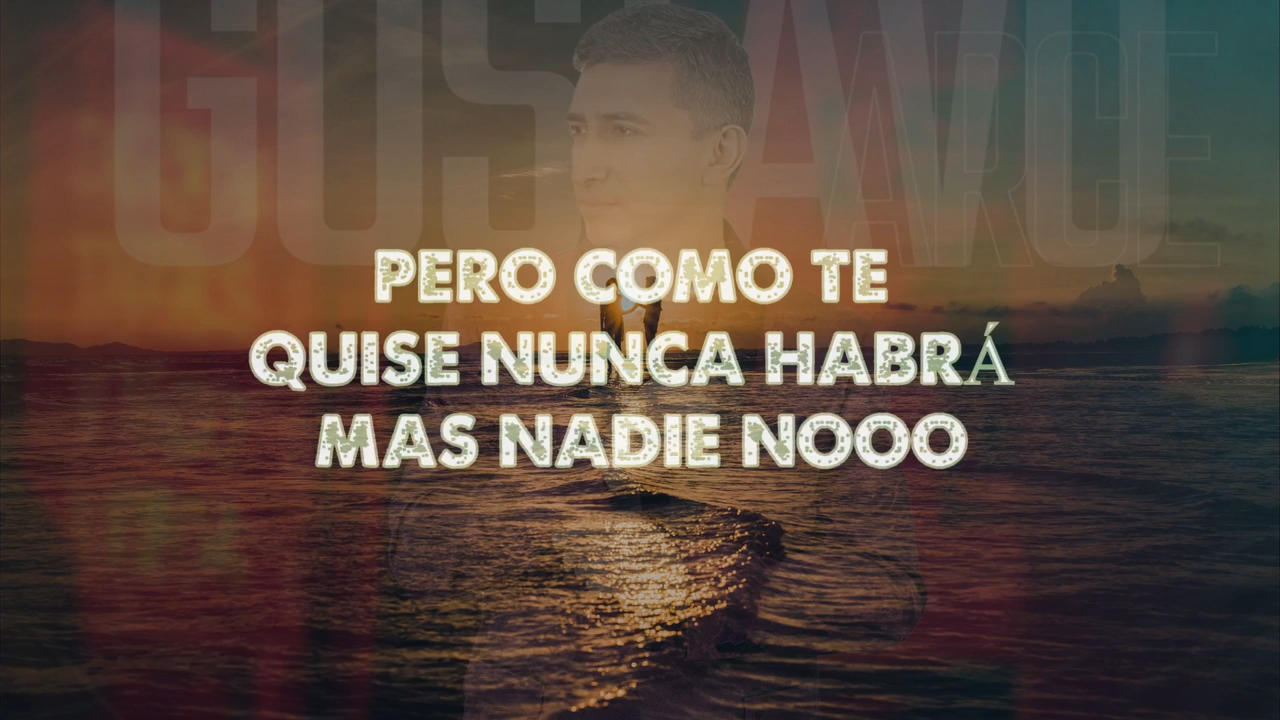 GUSTAVO
ARCE
PERO COMO TE
QUISE NUNCA HABRÁ
MAS NADIE NOOO